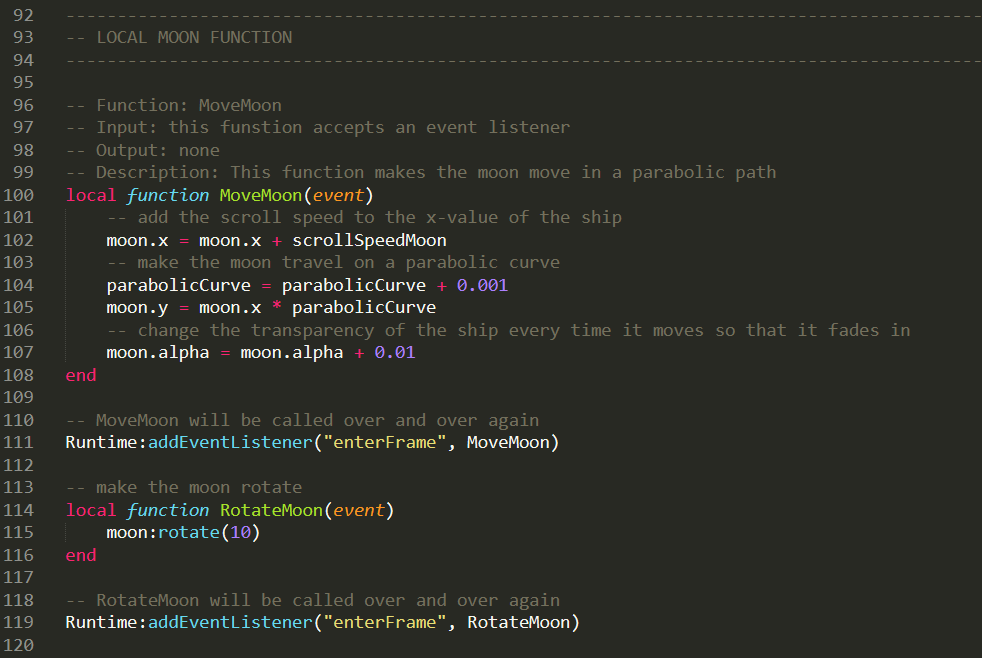 92 -----------------------------------------------------------------------------------------
93 -- LOCAL MOON FUNCTION
94 -----------------------------------------------------------------------------------------
95
96 -- Function: MoveMoon
97 -- Input: this funstion accepts an event listener
98 -- Output: none
99 -- Description: This function makes the moon move in a parabolic path
100 local function MoveMoon(event)
101     -- add the scroll speed to the x-value of the ship
102     moon.x = moon.x + scrollSpeedMoon
103     -- make the moon travel on a parabolic curve
104     parabolicCurve = parabolicCurve + 0.001
105     moon.y = moon.x * parabolicCurve
106     -- change the transparency of the ship every time it moves so that it fades in
107     moon.alpha = moon.alpha + 0.01
108 end
109
110 -- MoveMoon will be called over and over again
111 Runtime:addEventListener("enterFrame", MoveMoon)
112
113 -- make the moon rotate
114 local function RotateMoon(event)
115     moon:rotate(10)
116 end
117
118 -- RotateMoon will be called over and over again
119 Runtime:addEventListener("enterFrame", RotateMoon)
120